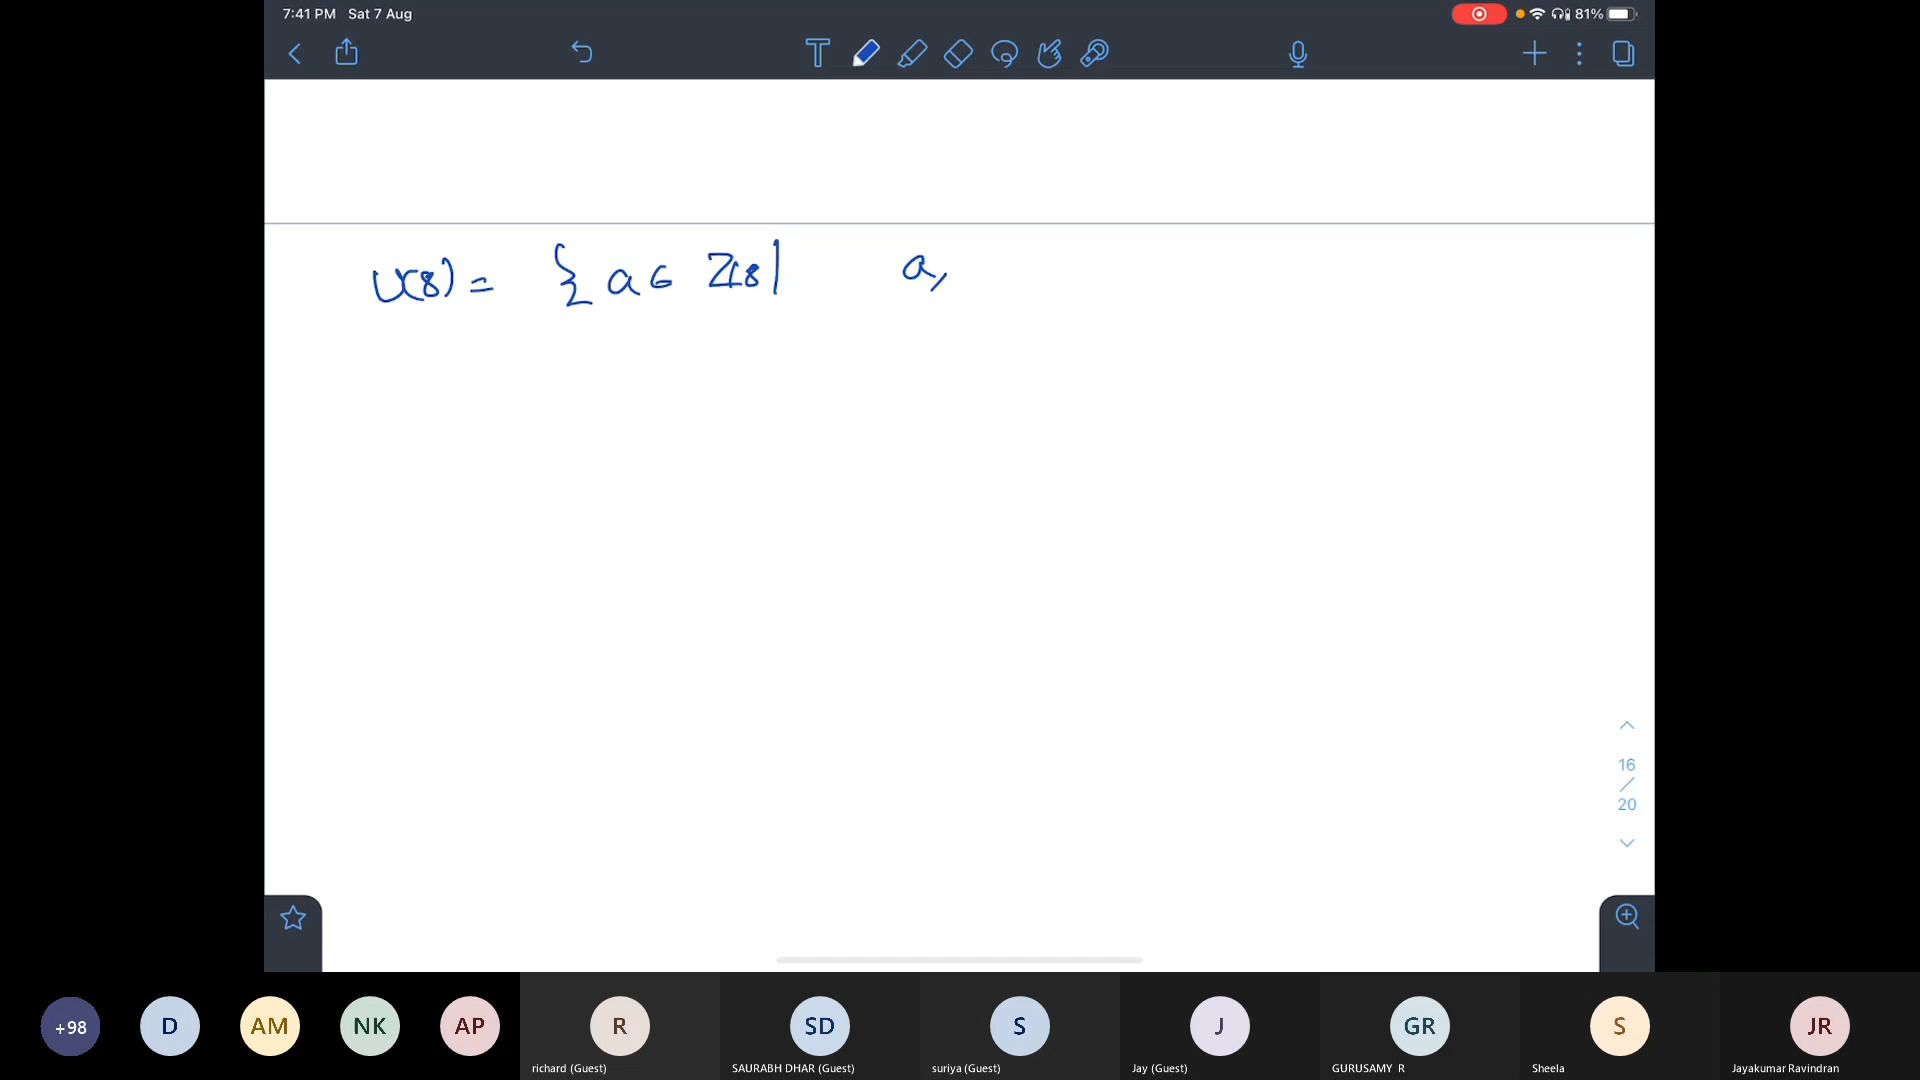 7:41 PM Sat 7 Aug
81%
U(8) = { a ∈ ℤ8 | a,
16
/
20
+98
D
AM
NK
AP
R
SD
S
J
GR
S
JR
richard (Guest)
SAURABH DHAR (Guest)
suriya (Guest)
Jay (Guest)
GURUSAMY R
Sheela
Jayakumar Ravindran